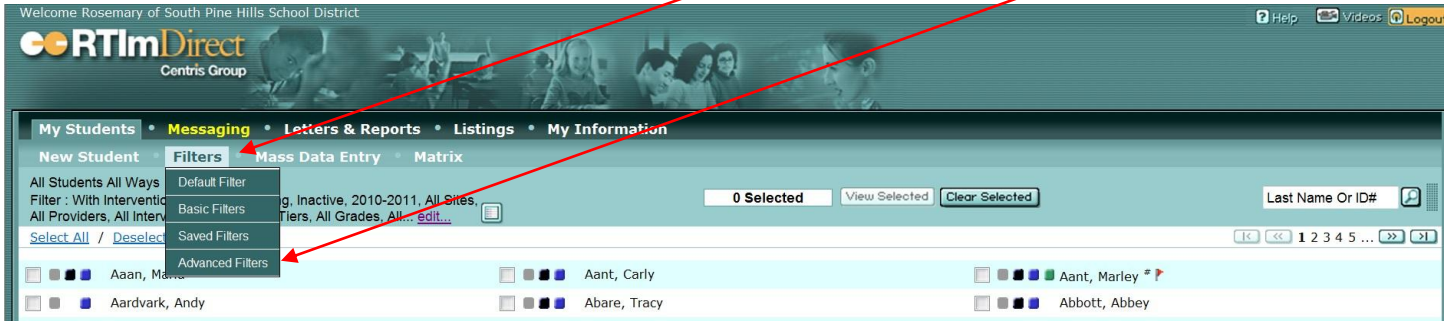 Welcome Rosemary of South Pine Hills School District
? Help Videos Logout
RTImDirect
Centris Group
My Students • Messaging • Letters & Reports • Listings • My Information
New Student • Filters • Mass Data Entry • Matrix
All Students All Ways
Default Filter
Filter : With g, Inactive, 2010-2011, All Sites,
Basic Filters
All Providers, All Tiers, All Grades, All... edit...
Saved Filters
Advanced Filters
0 Selected View Selected Clear Selected
Last Name Or ID#
Select All / Deselect
1 2 3 4 5 ...
Aaan, Aant, Carly Aant, Marley #
Aardvark, Andy Abare, Tracy Abbott, Abbey